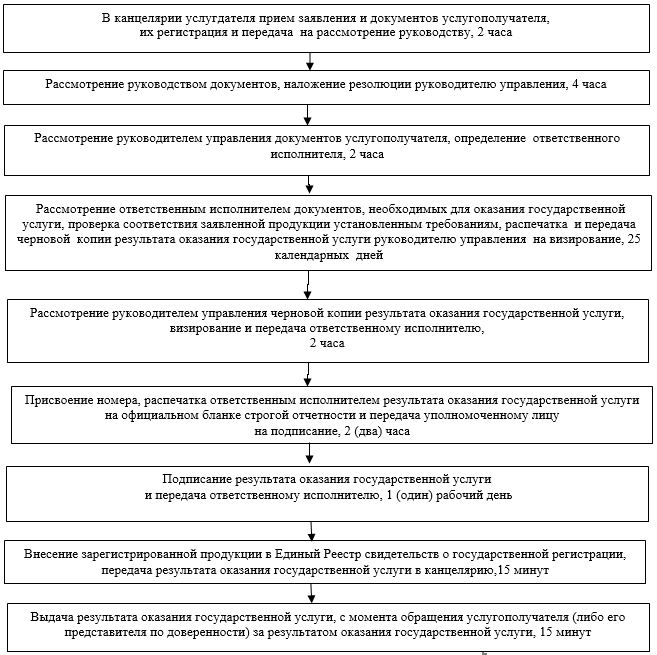 В канцелярии услугдателя прием заявления и документов услугополучателя,
их регистрация и передача на рассмотрение руководству, 2 часа
Рассмотрение руководством документов, наложение резолюции руководителю управления, 4 часа
Рассмотрение руководителем управления документов услугополучателя, определение ответственного
исполнителя, 2 часа
Рассмотрение ответственным исполнителем документов, необходимых для оказания государственной
услуги, проверка соответствия заявленной продукции установленным требованиям, распечатка и передача
черновой копии результата оказания государственной услуги руководителю управления на визирование, 25
календарных дней
Рассмотрение руководителем управления черновой копии результата оказания государственной услуги,
визирование и передача ответственному исполнителю,
2 часа
Присвоение номера, распечатка ответственным исполнителем результата оказания государственной услуги
на официальном бланке строгой отчетности и передача уполномоченному лицу
на подписание, 2 (два) часа
Подписание результата оказания государственной услуги
и передача ответственному исполнителю, 1 (один) рабочий день
Внесение зарегистрированной продукции в Единый Реестр свидетельств о государственной регистрации,
передача результата оказания государственной услуги в канцелярию,15 минут
Выдача результата оказания государственной услуги, с момента обращения услугополучателя (либо его
представителя по доверенности) за результатом оказания государственной услуги, 15 минут